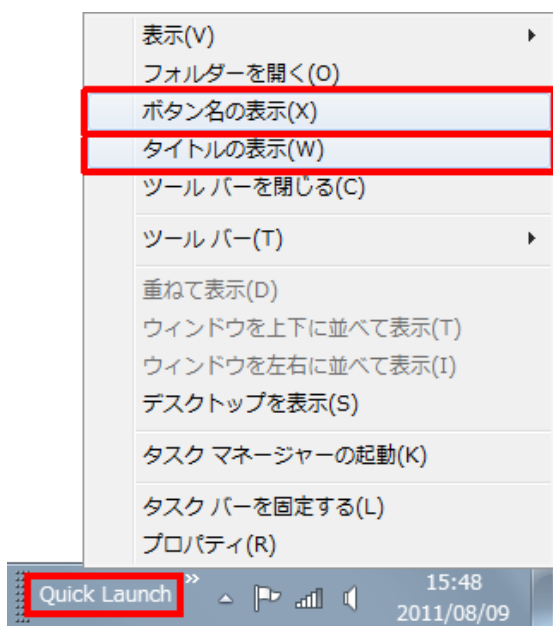 表示(V)
フォルダーを開く(O)
ボタン名の表示(X)
タイトルの表示(W)
ツール バーを閉じる(C)
ツール バー(T)
重ねて表示(D)
ウィンドウを上下に並べて表示(T)
ウィンドウを左右に並べて表示(I)
デスクトップを表示(S)
タスク マネージャーの起動(K)
タスク バーを固定する(L)
プロパティ(R)
Quick Launch
15:48
2011/08/09